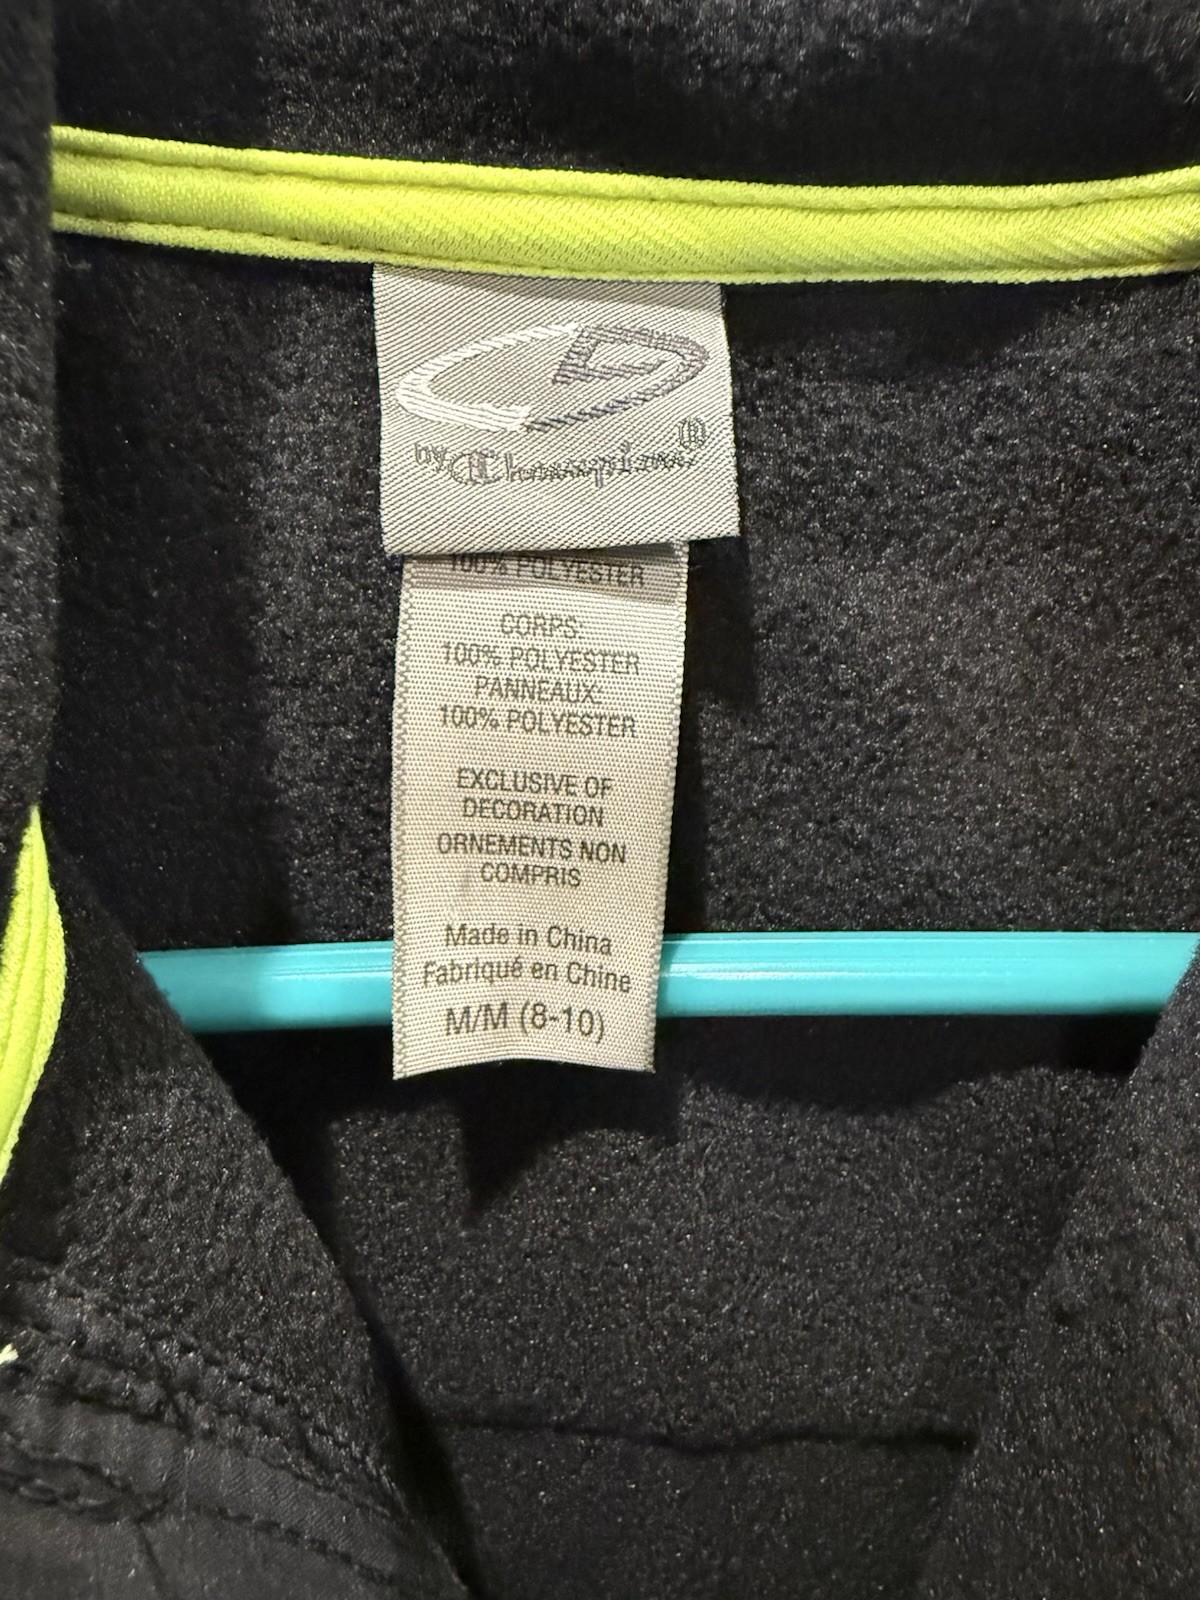 by Champion®
100% POLYESTER
CORPS:
100% POLYESTER
PANNEAUX:
100% POLYESTER
EXCLUSIVE OF
DECORATION
ORNEMENTS NON
COMPRIS
Made in China
Fabriqué en Chine
M/M (8-10)